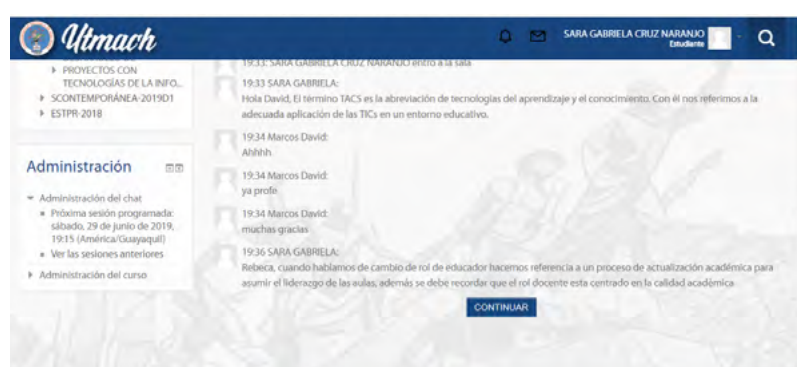 Utmach
SARA GABRIELA CRUZ NARANJO
Estudiante
PROYECTOS CON
TECNOLOGÍAS DE LA INFO...
SCONTEMPORÁNEA-2019D1
ESTPR-2018
Administración
Administración del chat
Próxima sesión programada:
sábado, 29 de junio de 2019,
19:15 (América/Guayaquil)
Ver las sesiones anteriores
Administración del curso
19:33: SARA GABRIELA CRUZ NARANJO entró a la sala
19:33 SARA GABRIELA:
Hola David, El término TACS es la abreviación de tecnologías del aprendizaje y el conocimiento. Con él nos referimos a la
adecuada aplicación de las TICs en un entorno educativo.
19:34 Marcos David:
Ahhhh
19:34 Marcos David:
ya profe
19:34 Marcos David:
muchas gracias
19:36 SARA GABRIELA:
Rebeca, cuando hablamos de cambio de rol de educador hacemos referencia a un proceso de actualización académica para
asumir el liderazgo de las aulas, además se debe recordar que el rol docente esta centrado en la calidad académica
CONTINUAR